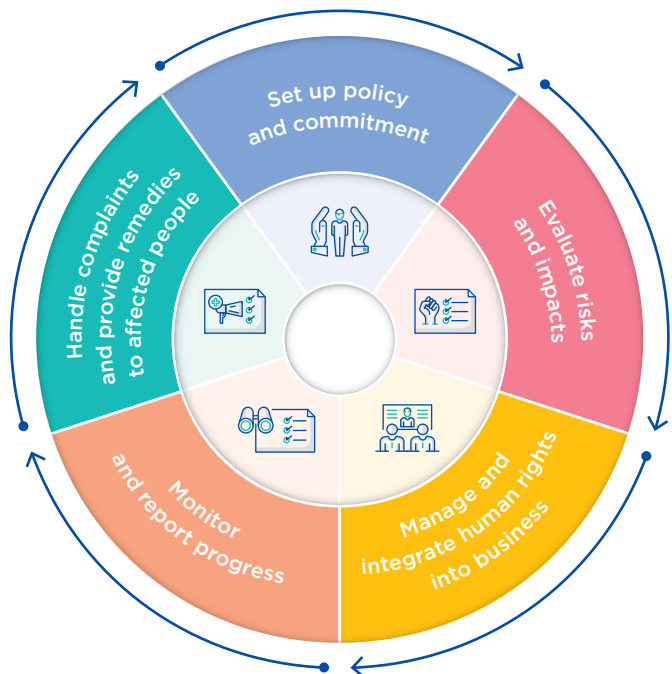 Set up policy
and commitment
Evaluate risks
and impacts
Manage and
integrate human rights
into business
Monitor
and report progress
Handle complaints
and provide remedies
to affected people